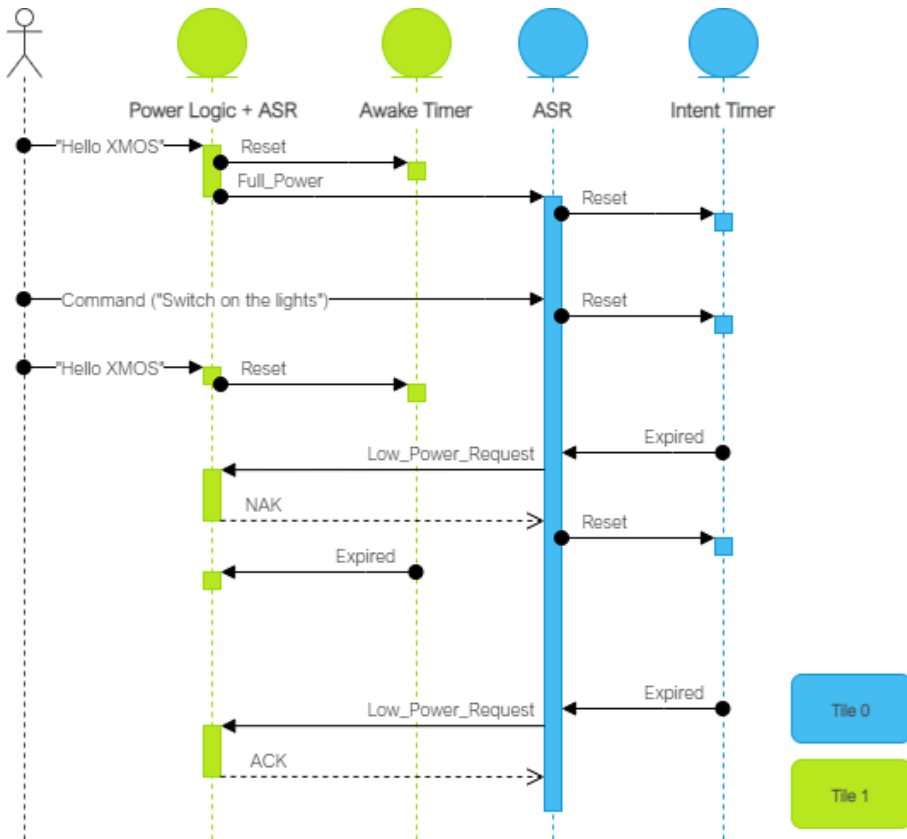 Power Logic + ASR
Awake Timer
ASR
Intent Timer
"Hello XMOS"
Reset
Full_Power
Reset
Command ("Switch on the lights")
Reset
"Hello XMOS"
Reset
Expired
Low_Power_Request
NAK
Reset
Expired
Expired
Low_Power_Request
ACK
Tile 0
Tile 1